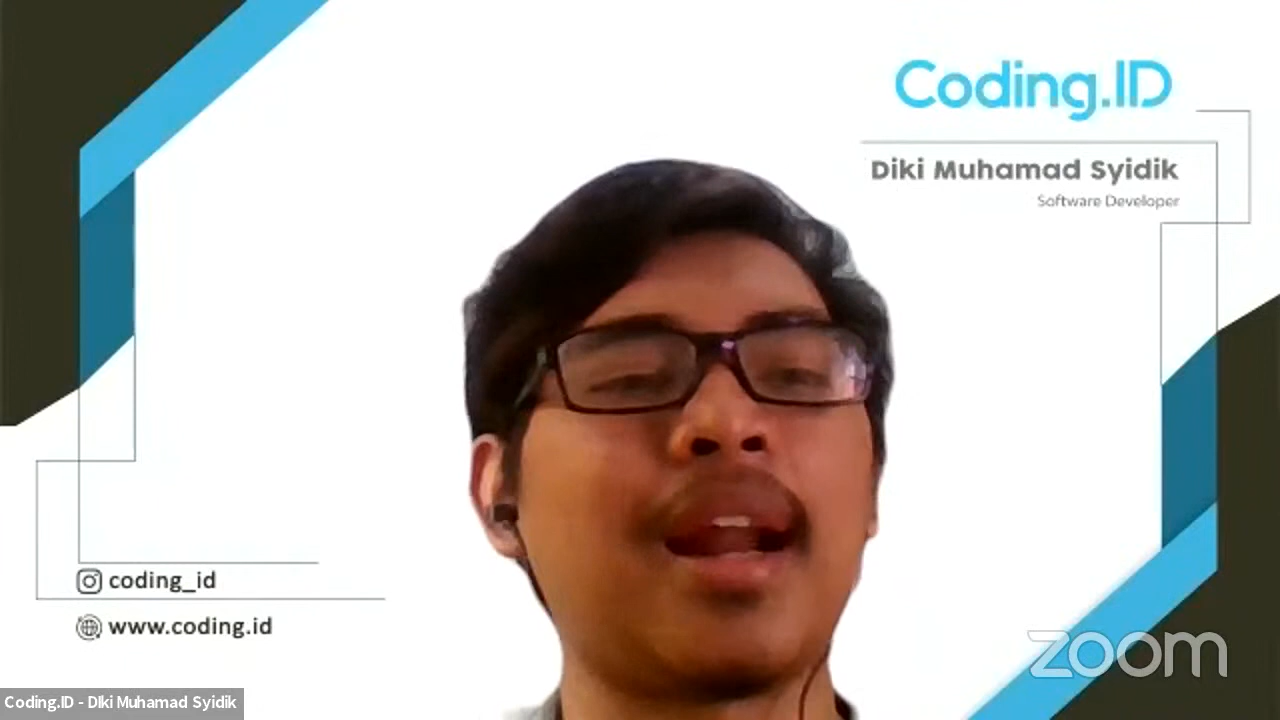 Coding.ID
Diki Muhamad Syidik
Software Developer
coding_id
www.coding.id
zoom
Coding.ID - DIki Muhamad Syidik